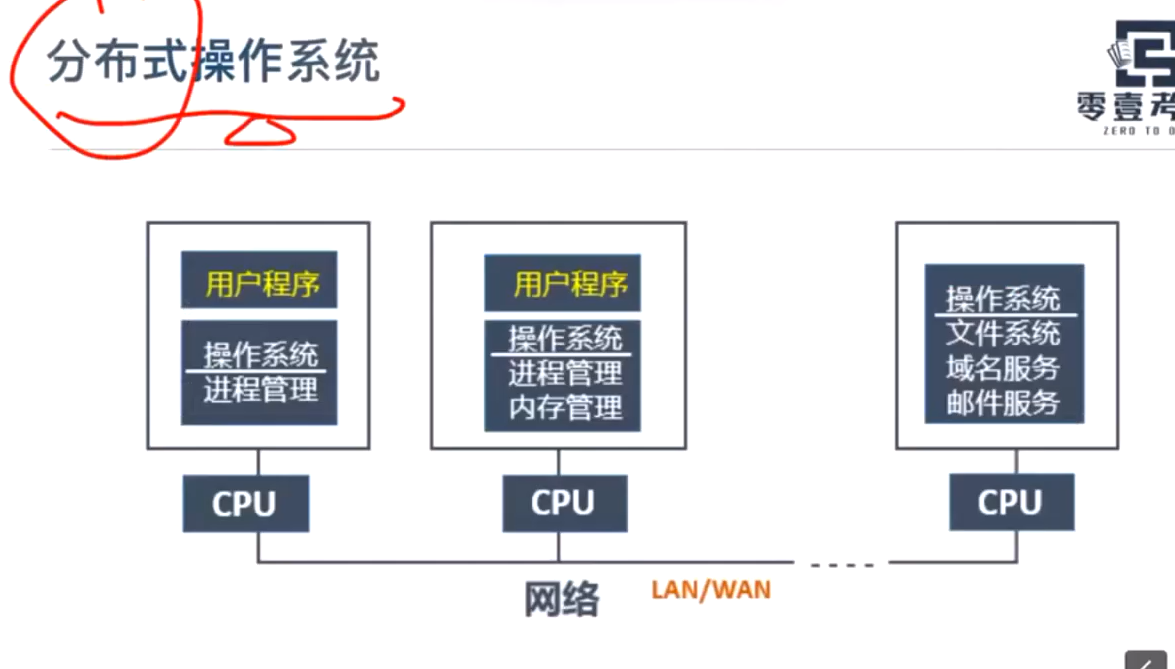 分布式操作系统
零壹考
ZERO TO O
用户程序
操作系统
进程管理
用户程序
操作系统
进程管理
内存管理
操作系统
文件系统
域名服务
邮件服务
CPU
CPU
CPU
网络
LAN/WAN